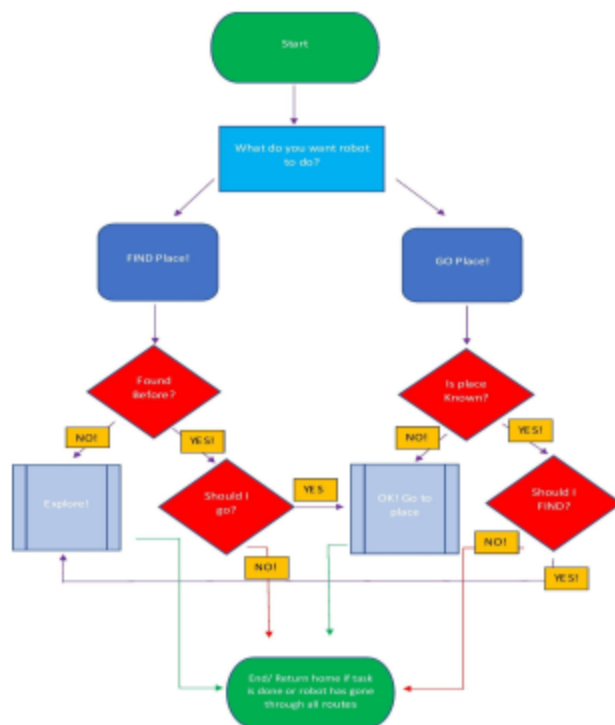 Start
What do you want robot
to do?
FIND Place!
GO Place!
Found
Before?
Is place
Known?
NO!
YES!
NO!
YES!
Explore!
Should I
go?
YES
OK! Go to
place
Should I
FIND?
NO!
NO!
YES!
End/ Return home if task
is done or robot has gone
through all routes